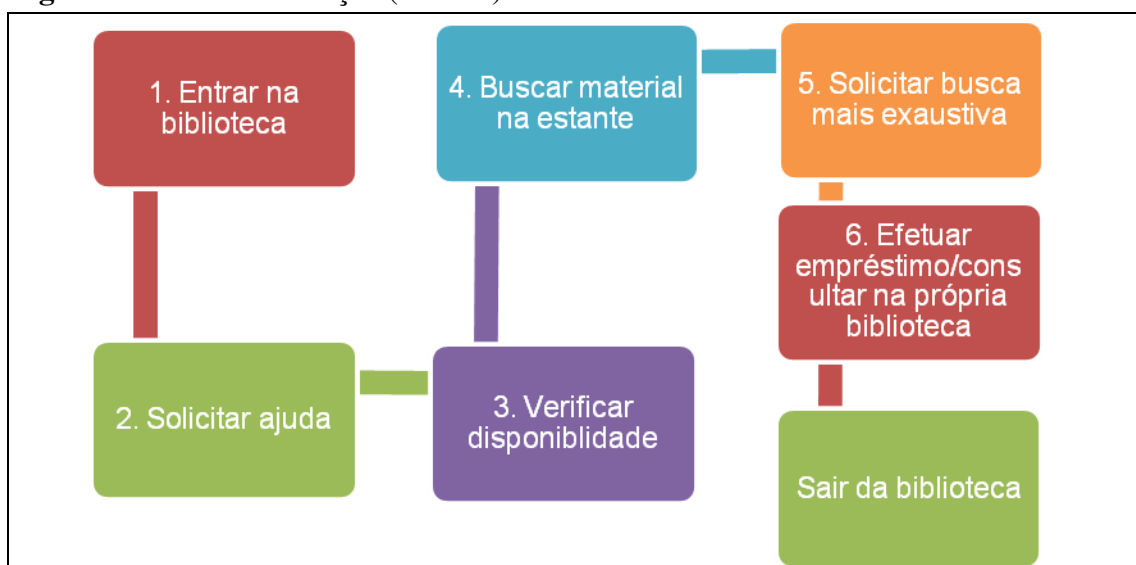 1. Entrar na
biblioteca
2. Solicitar ajuda
3. Verificar
disponiblidade
4. Buscar material
na estante
5. Solicitar busca
mais exaustiva
6. Efetuar
empréstimo/cons
ultar na própria
biblioteca
Sair da biblioteca